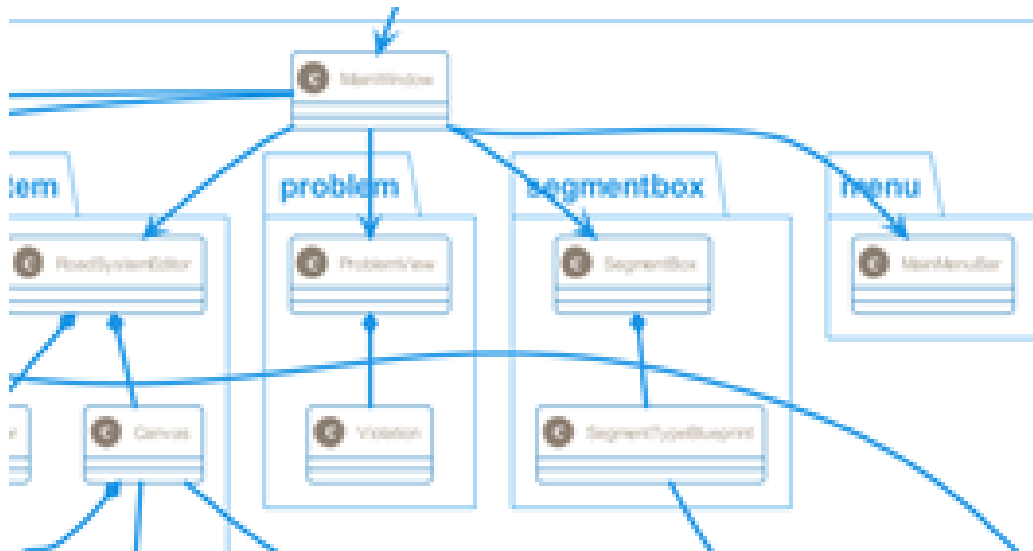 C MainWindow
tem
problem
segmentbox
menu
C RoadSystemEditor
C ProblemView
C SegmentBox
C MainMenuBar
C Canvas
C Violation
C SegmentTypeBlueprint